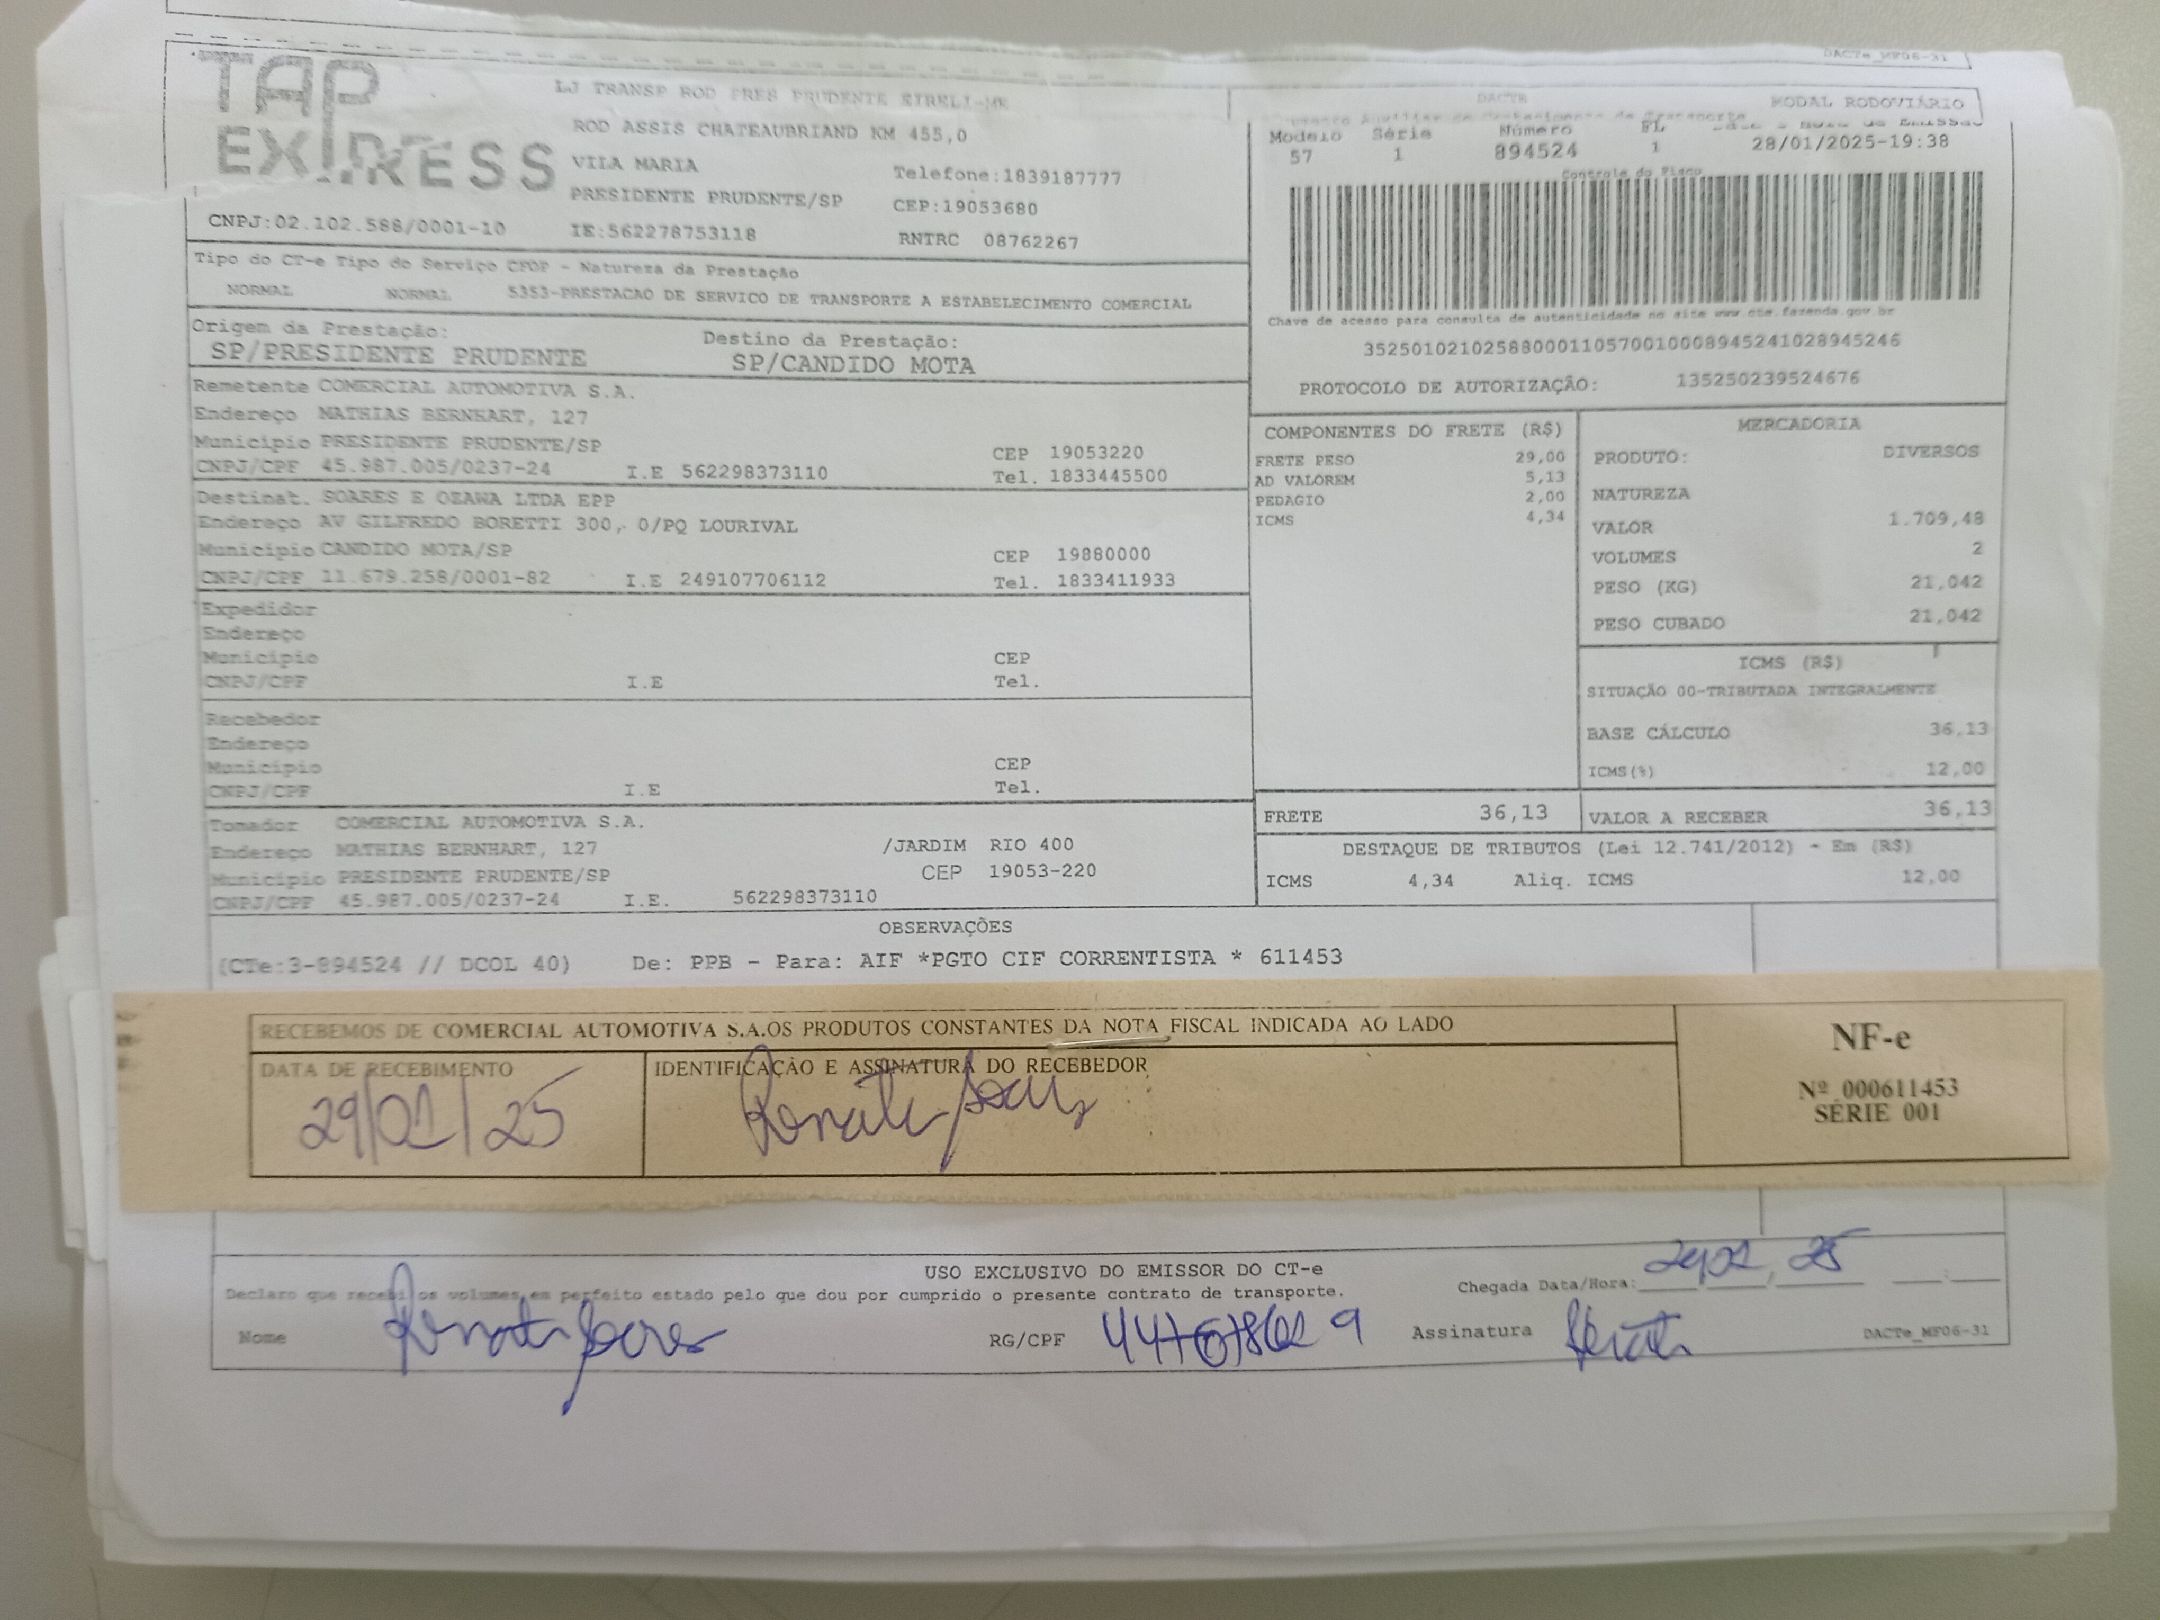 DACTe_MF06-31
TAP
EXPRESS
LJ TRANSP ROD PRES PRUDENTE EIRELI-ME
ROD ASSIS CHATEAUBRIAND KM 455,0
VILA MARIA
Telefone:1839187777
PRESIDENTE PRUDENTE/SP
CEP:19053680
CNPJ:02.102.588/0001-10
IE:562278753118
RNTRC 08762267
DACTE
MODAL RODOVIÁRIO
Modelo Série Número FL
57 1 894524 1 28/01/2025-19:38
Controle do Fisco
Chave de acesso para consulta de autenticidade no site www.cte.fazenda.gov.br
35250102102588000110570010008945241028945246
PROTOCOLO DE AUTORIZAÇÃO: 135250239524676
Tipo do CT-e Tipo do Serviço CFOP - Natureza da Prestação
NORMAL NORMAL 5353-PRESTACAO DE SERVICO DE TRANSPORTE A ESTABELECIMENTO COMERCIAL
Origem da Prestação: Destino da Prestação:
SP/PRESIDENTE PRUDENTE SP/CANDIDO MOTA
Remetente COMERCIAL AUTOMOTIVA S.A.
Endereço MATHIAS BERNHART, 127
Município PRESIDENTE PRUDENTE/SP CEP 19053220
CNPJ/CPF 45.987.005/0237-24 I.E 562298373110 Tel. 1833445500
Destinat. SOARES E OZAWA LTDA EPP
Endereço AV GILFREDO BORETTI 300, 0/PQ LOURIVAL
Município CANDIDO MOTA/SP CEP 19880000
CNPJ/CPF 11.679.258/0001-82 I.E 249107706112 Tel. 1833411933
Expedidor
Endereço
Município CEP
CNPJ/CPF I.E Tel.
Recebedor
Endereço
Município CEP
CNPJ/CPF I.E Tel.
Tomador COMERCIAL AUTOMOTIVA S.A.
Endereço MATHIAS BERNHART, 127 /JARDIM RIO 400
Município PRESIDENTE PRUDENTE/SP CEP 19053-220
CNPJ/CPF 45.987.005/0237-24 I.E. 562298373110
COMPONENTES DO FRETE (R$)
FRETE PESO 29,00
AD VALOREM 5,13
PEDAGIO 2,00
ICMS 4,34
MERCADORIA
PRODUTO: DIVERSOS
NATUREZA
VALOR 1.709,48
VOLUMES 2
PESO (KG) 21,042
PESO CUBADO 21,042
ICMS (R$)
SITUAÇÃO 00-TRIBUTADA INTEGRALMENTE
BASE CÁLCULO 36,13
ICMS(%) 12,00
FRETE 36,13
VALOR A RECEBER 36,13
DESTAQUE DE TRIBUTOS (Lei 12.741/2012) - Em (R$)
ICMS 4,34 Aliq. ICMS 12,00
OBSERVAÇÕES
(CTe:3-894524 // DCOL 40) De: PPB - Para: AIF *PGTO CIF CORRENTISTA * 611453
RECEBEMOS DE COMERCIAL AUTOMOTIVA S.A.OS PRODUTOS CONSTANTES DA NOTA FISCAL INDICADA AO LADO
DATA DE RECEBIMENTO
29/01/25
IDENTIFICAÇÃO E ASSINATURA DO RECEBEDOR
Renata Soares
NF-e
Nº 000611453
SÉRIE 001
USO EXCLUSIVO DO EMISSOR DO CT-e
Declaro que recebi os volumes em perfeito estado pelo que dou por cumprido o presente contrato de transporte.
Chegada Data/Hora:
Nome Renata Soares
RG/CPF
Assinatura Renata
DACTe_MF06-31